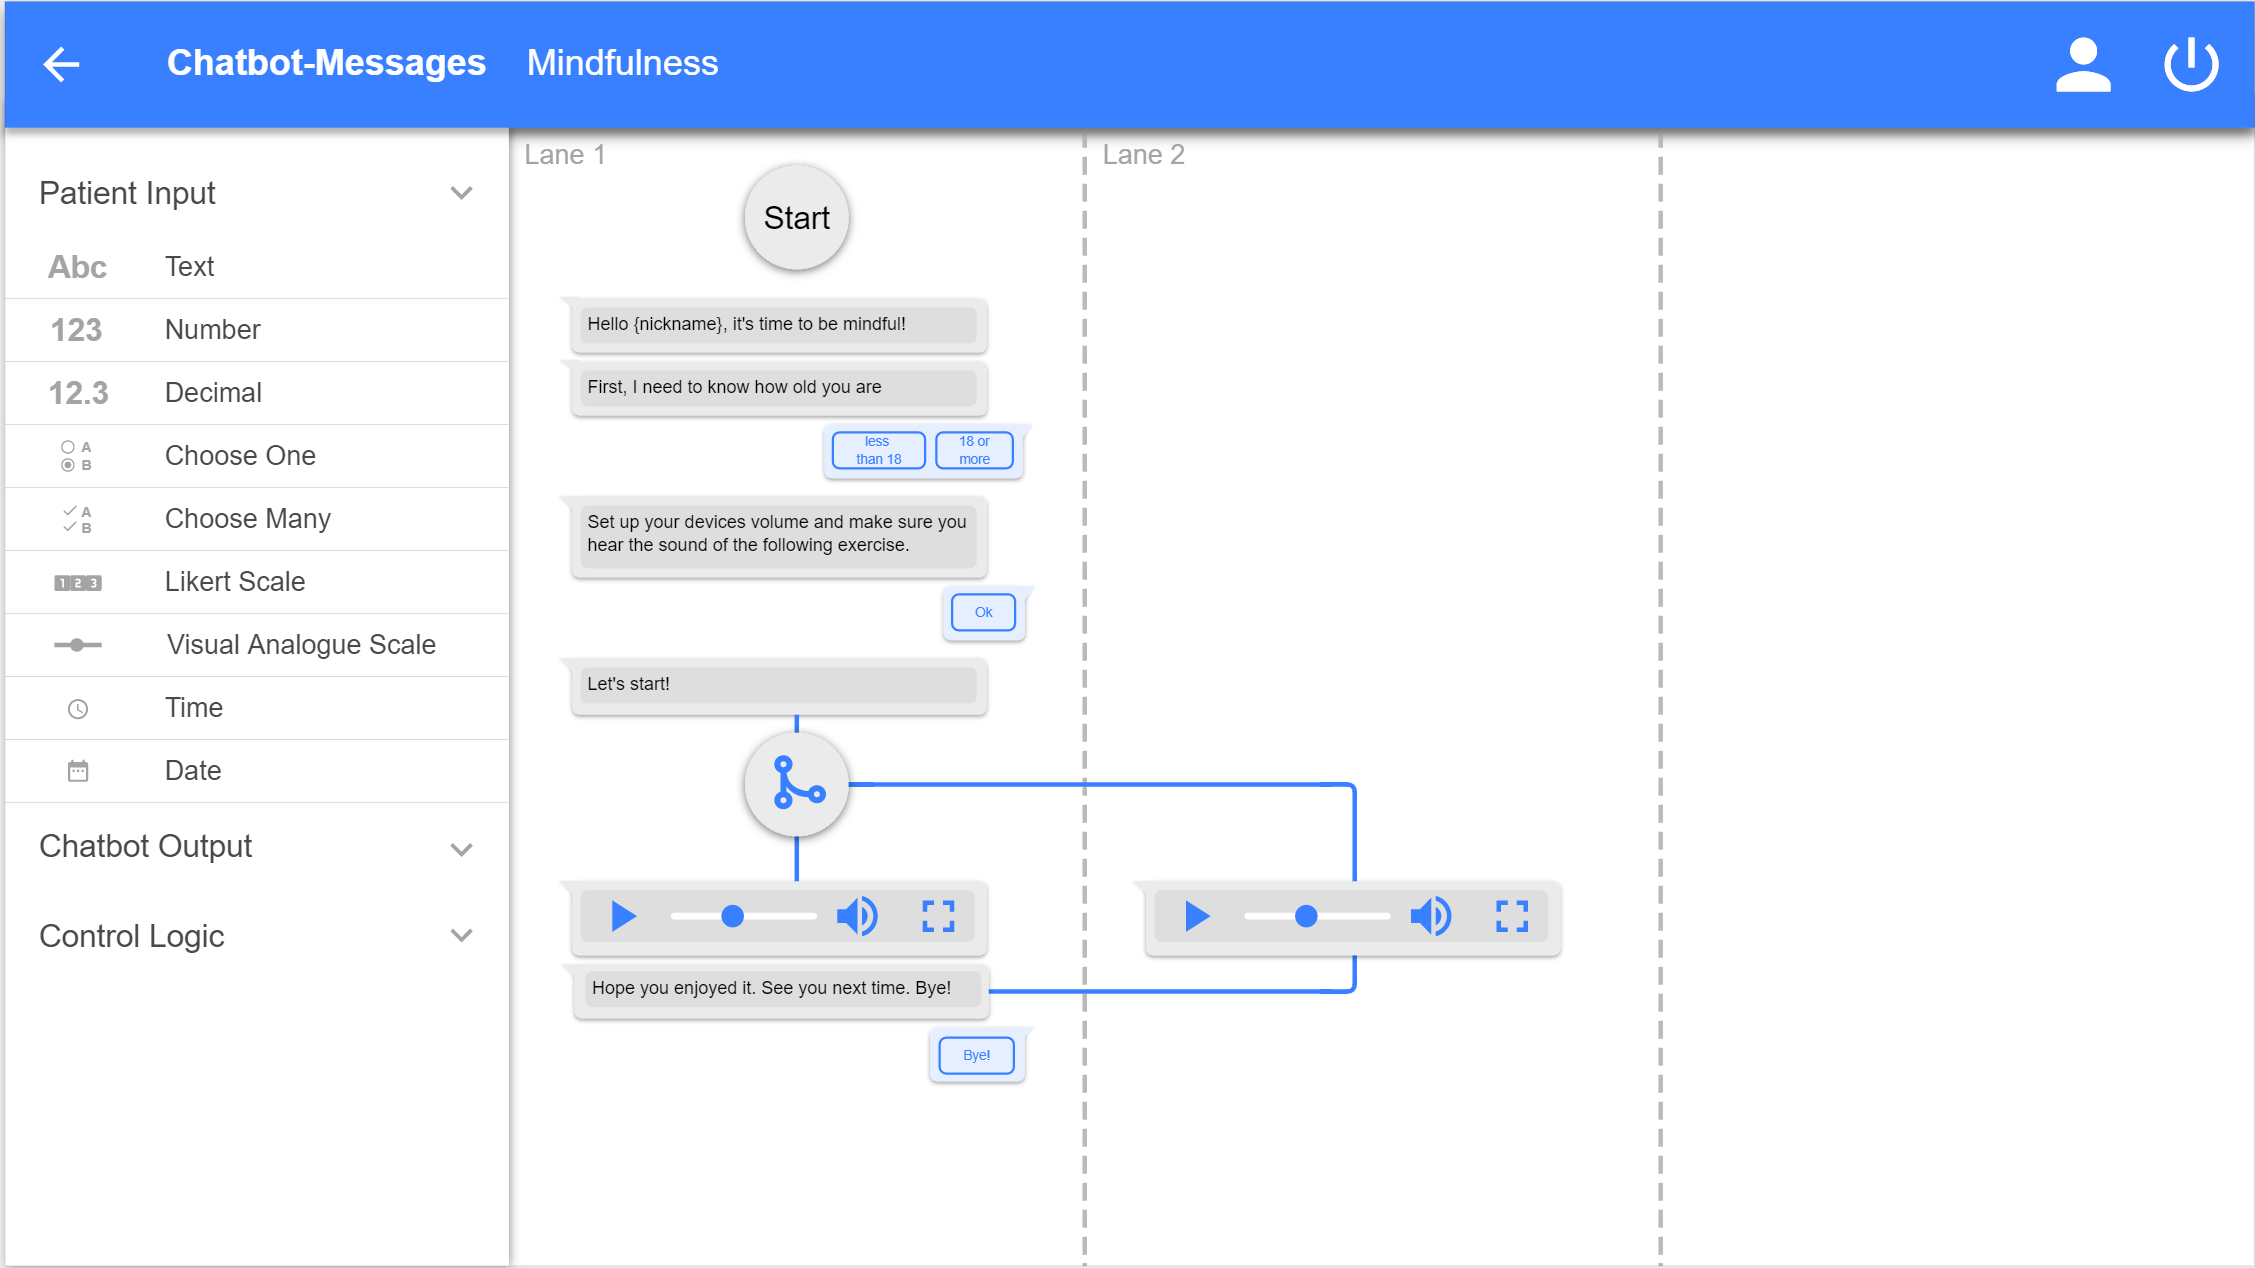 Chatbot-Messages Mindfulness
Patient Input
Abc Text
123 Number
12.3 Decimal
A
B
Choose One
A
B
Choose Many
1 2 3 Likert Scale
Visual Analogue Scale
Time
Date
Chatbot Output
Control Logic
Lane 1
Lane 2
Start
Hello {nickname}, it's time to be mindful!
First, I need to know how old you are
less
than 18
18 or
more
Set up your devices volume and make sure you
hear the sound of the following exercise.
Ok
Let's start!
Hope you enjoyed it. See you next time. Bye!
Bye!